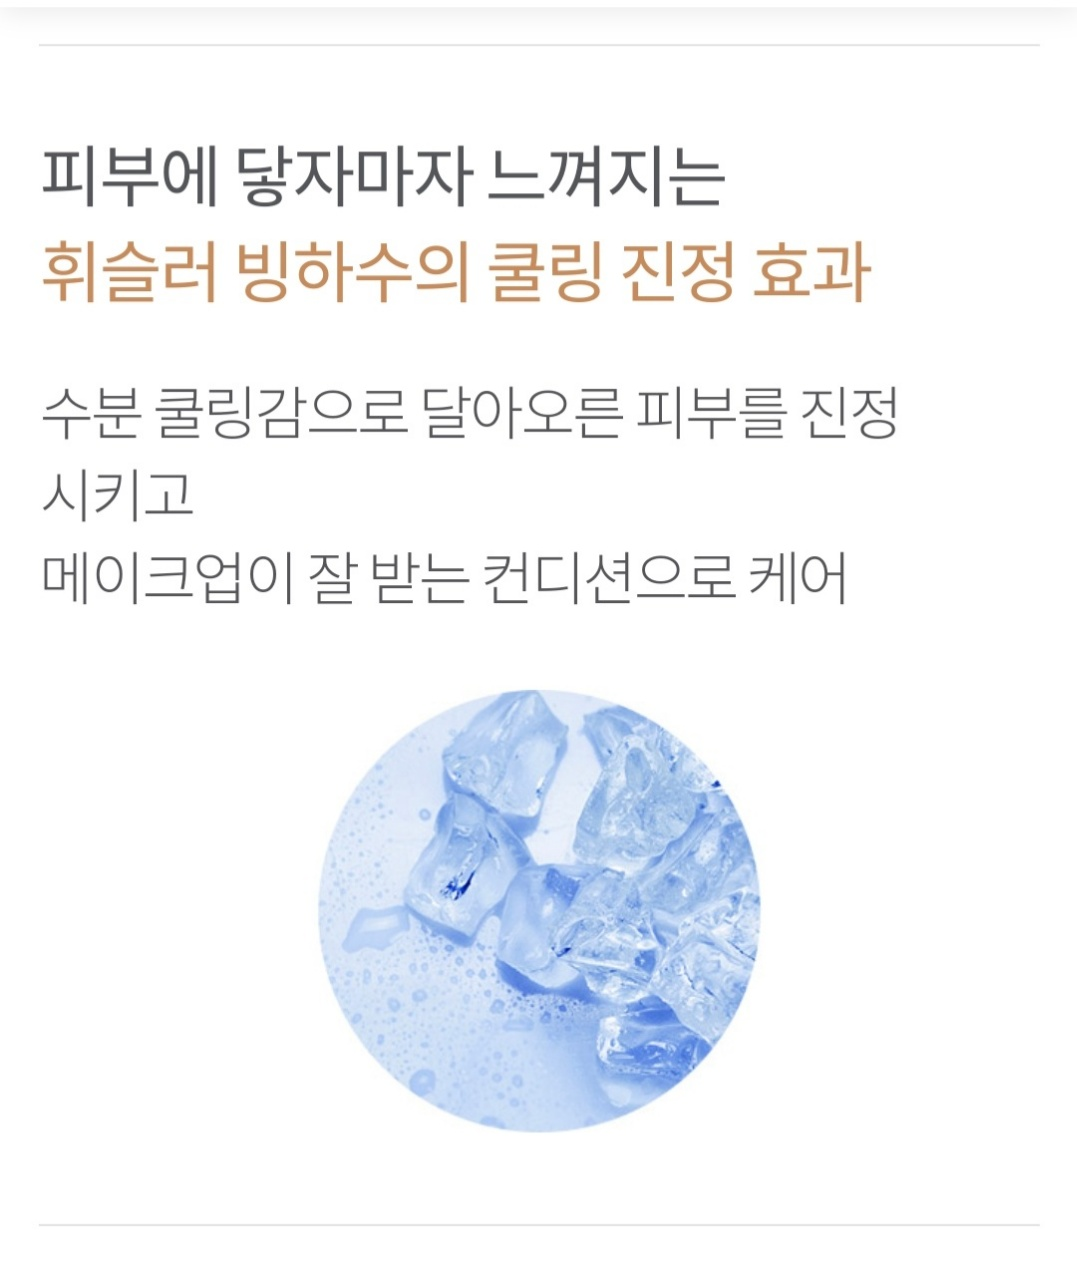 피부에 닿자마자 느껴지는
휘슬러 빙하수의 쿨링 진정 효과
수분 쿨링감으로 달아오른 피부를 진정
시키고
메이크업이 잘 받는 컨디션으로 케어